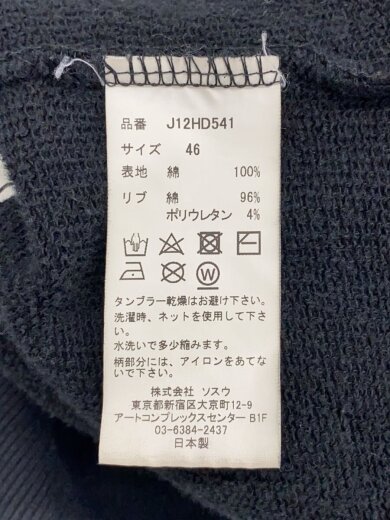 品番 J12HD541
サイズ 46
表地 綿 100%
リブ 綿 96%
ポリウレタン 4%
タンブラー乾燥はお避け下さい。
洗濯時、ネットを使用して下さ
い。
水洗いで多少縮みます。
柄部分には、アイロンをあてな
いで下さい。
株式会社 ソスウ
東京都新宿区大京町12-9
アートコンプレックスセンター B1F
03-6384-2437
日本製